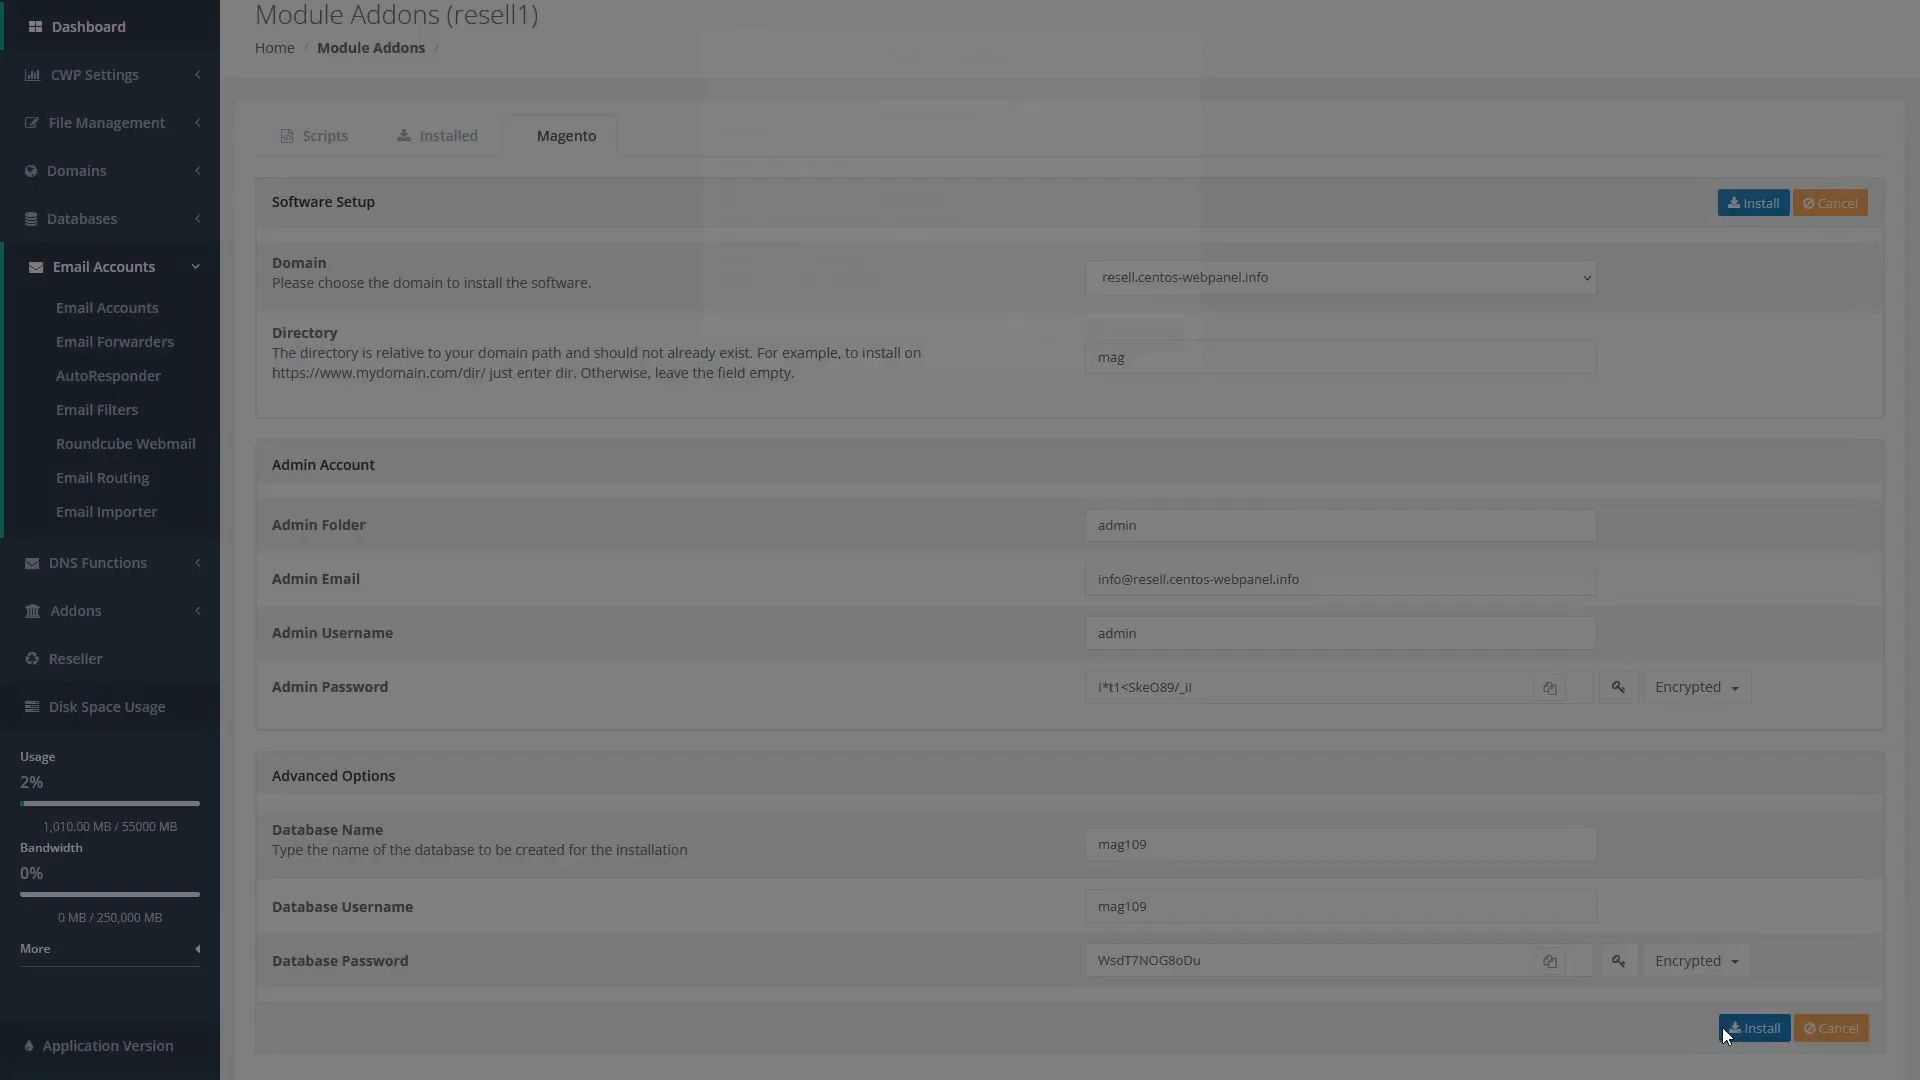 Dashboard
CWP Settings
File Management
Domains
Databases
Email Accounts
Email Accounts
Email Forwarders
AutoResponder
Email Filters
Roundcube Webmail
Email Routing
Email Importer
DNS Functions
Addons
Reseller
Disk Space Usage
Usage
2%
1,010.00 MB / 55000 MB
Bandwidth
0%
0 MB / 250,000 MB
More
Application Version
Module Addons (resell1)
Home / Module Addons /
Scripts Installed Magento
Software Setup Install Cancel
Domain
Please choose the domain to install the software.
resell.centos-webpanel.info
Directory
The directory is relative to your domain path and should not already exist. For example, to install on
https://www.mydomain.com/dir/ just enter dir. Otherwise, leave the field empty.
mag
Admin Account
Admin Folder admin
Admin Email info@resell.centos-webpanel.info
Admin Username admin
Admin Password Encrypted
Advanced Options
Database Name
Type the name of the database to be created for the installation
mag109
Database Username mag109
Database Password WsdT7NOG8oDu Encrypted
Install Cancel